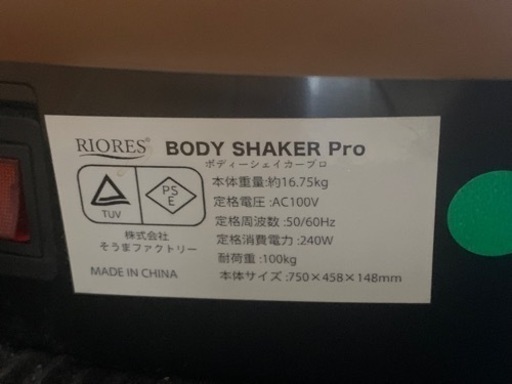 RIORES® BODY SHAKER Pro
ボディーシェイカープロ
TUV
PS
E
株式会社
そうまファクトリー
MADE IN CHINA
本体重量:約16.75kg
定格電圧:AC100V
定格周波数:50/60Hz
定格消費電力:240W
耐荷重:100kg
本体サイズ:750×458×148mm